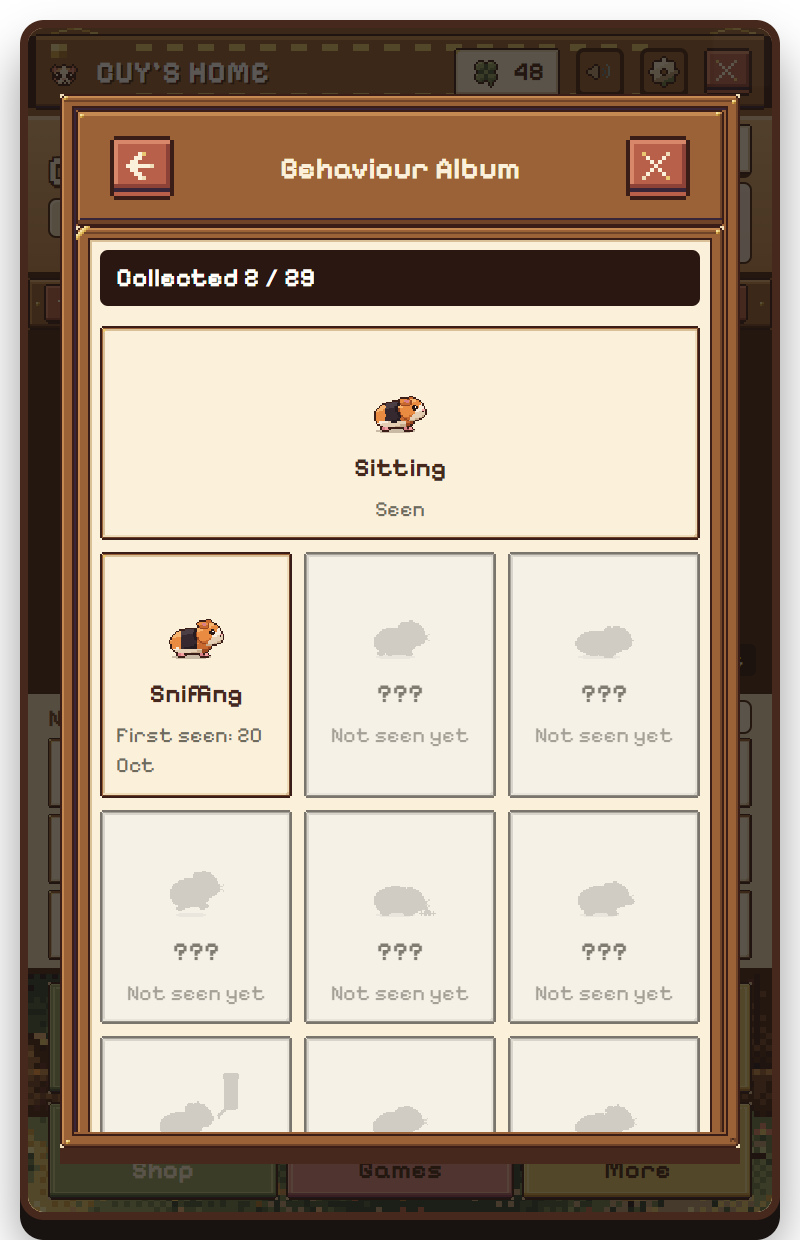 GUY'S HOME
48
Behaviour Album
Collected 2 / 29
Sitting
Seen
Sniffing
First seen: 20
Oct
???
Not seen yet
???
Not seen yet
???
Not seen yet
???
Not seen yet
???
Not seen yet
Shop
Games
More